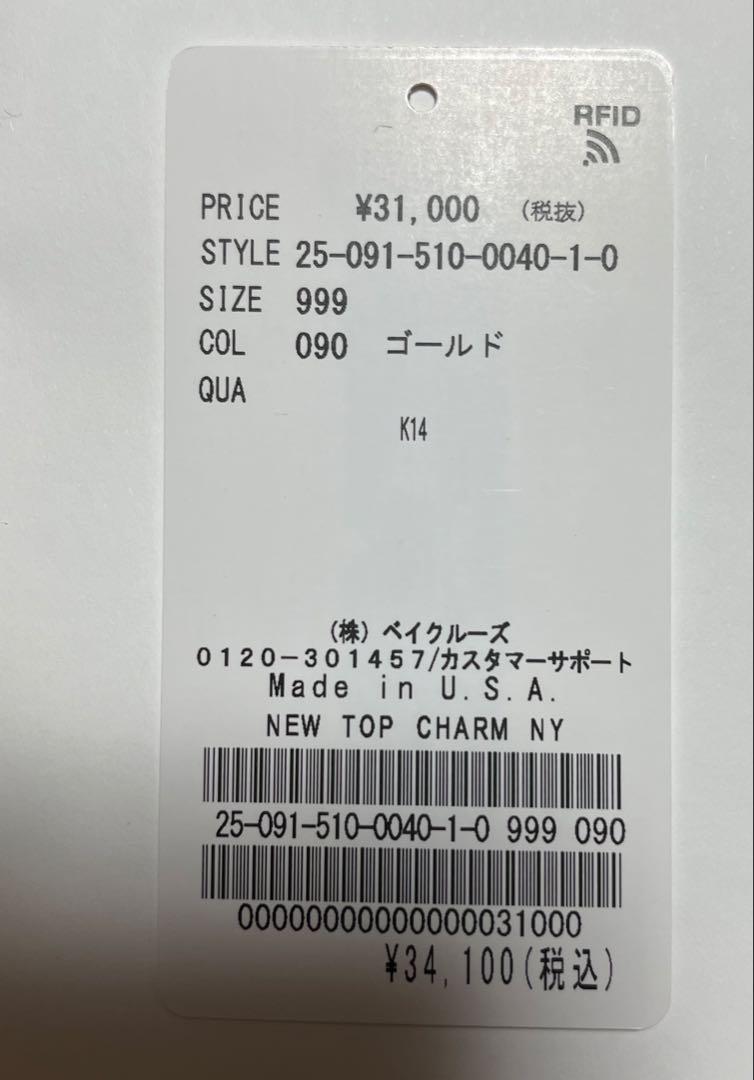 RFID
PRICE ¥31,000 (税抜)
STYLE 25-091-510-0040-1-0
SIZE 999
COL 090 ゴールド
QUA
K14
(株) ベイクルーズ
0120-301457/カスタマーサポート
Made in U.S.A.
NEW TOP CHARM NY
25-091-510-0040-1-0 999 090
00000000000000031000
¥34,100(税込)